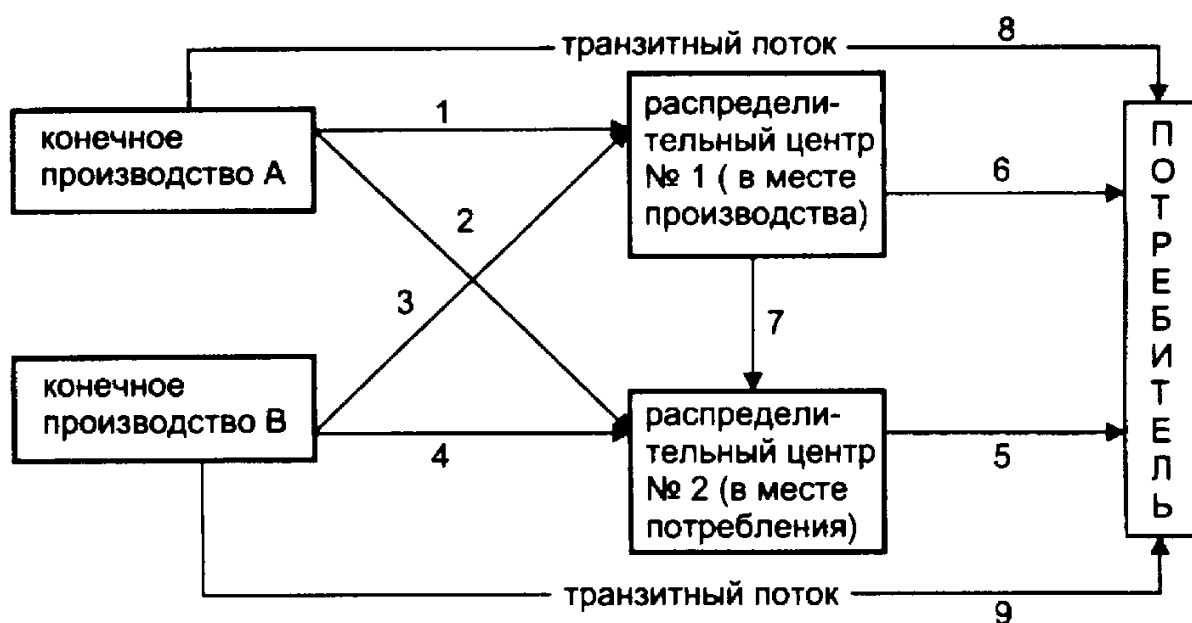 транзитный поток
8
конечное
производство А
1
распредели-
тельный центр
№ 1 ( в месте
производства)
6
2
3
7
конечное
производство В
4
распредели-
тельный центр
№ 2 (в месте
потребления)
5
ПОТРЕБИТЕЛЬ
транзитный поток
9